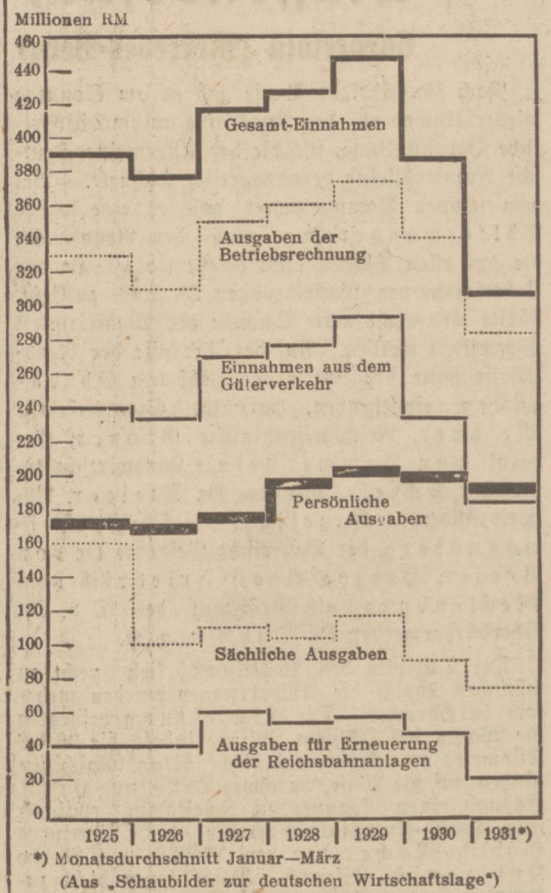 Millionen RM
460
440
420
400
380
360
340
320
300
280
260
240
220
200
180
160
140
120
100
80
60
40
20
0
Gesamt-Einnahmen
Ausgaben der
Betriebsrechnung
Einnahmen aus dem
Güterverkehr
Persönliche
Ausgaben
Sächliche Ausgaben
Ausgaben für Erneuerung
der Reichsbahnanlagen
1925 | 1926 | 1927 | 1928 | 1929 | 1930 | 1931*)
*) Monatsdurchschnitt Januar—März
(Aus „Schaubilder zur deutschen Wirtschaftslage“)